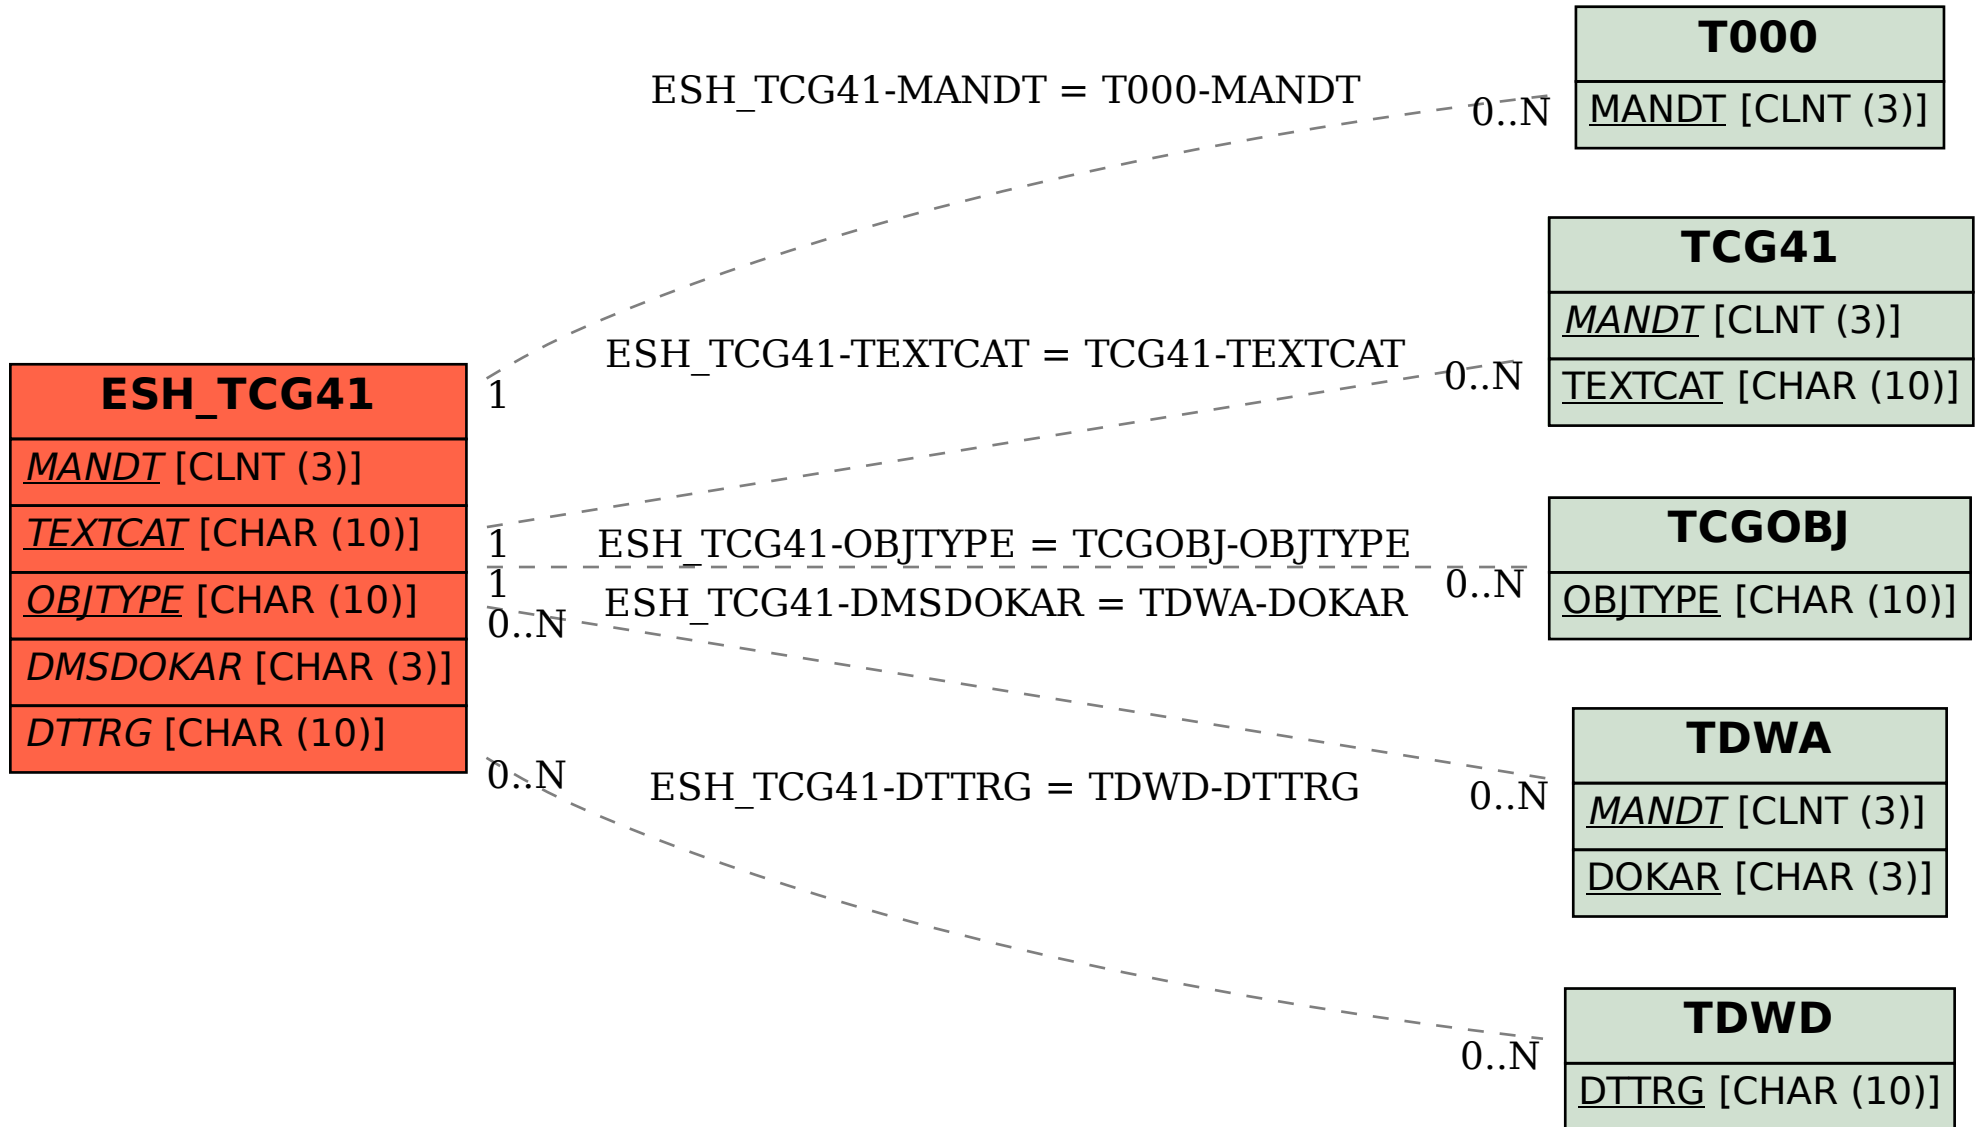 T000
MANDT [CLNT (3)]
ESH_TCG41-MANDT = T000-MANDT
0..N
1
TCG41
MANDT [CLNT (3)]
TEXTCAT [CHAR (10)]
ESH_TCG41-TEXTCAT = TCG41-TEXTCAT
0..N
1
ESH_TCG41
MANDT [CLNT (3)]
TEXTCAT [CHAR (10)]
OBJTYPE [CHAR (10)]
DMSDOKAR [CHAR (3)]
DTTRG [CHAR (10)]
ESH_TCG41-OBJTYPE = TCGOBJ-OBJTYPE
1
0..N
TCGOBJ
OBJTYPE [CHAR (10)]
ESH_TCG41-DMSDOKAR = TDWA-DOKAR
0..N
0..N
TDWA
MANDT [CLNT (3)]
DOKAR [CHAR (3)]
ESH_TCG41-DTTRG = TDWD-DTTRG
0..N
0..N
TDWD
DTTRG [CHAR (10)]